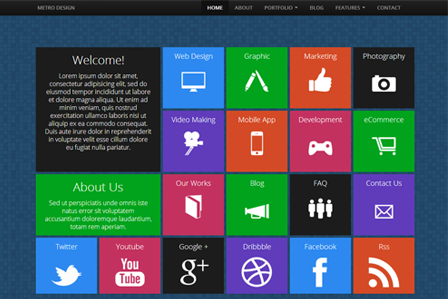 METRO DESIGN
HOME ABOUT PORTFOLIO BLOG FEATURES CONTACT
Welcome!
Lorem ipsum dolor sit amet,
consectetur adipisicing elit, sed do
eiusmod tempor incididunt ut labore
et dolore magna aliqua. Ut enim ad
minim veniam, quis nostrud
exercitation ullamco laboris nisi ut
aliquip ex ea commodo consequat.
Duis aute irure dolor in reprehenderit
in voluptate velit esse cillum dolore
eu fugiat nulla pariatur.
Web Design
Graphic
Marketing
Photography
Video Making
Mobile App
Development
eCommerce
About Us
Sed ut perspiciatis unde omnis iste
natus error sit voluptatem
accusantium doloremque laudantium,
totam rem aperiam.
Our Works
Blog
FAQ
Contact Us
Twitter
Youtube
You
Tube
Google +
g+
Dribbble
Facebook
f
Rss